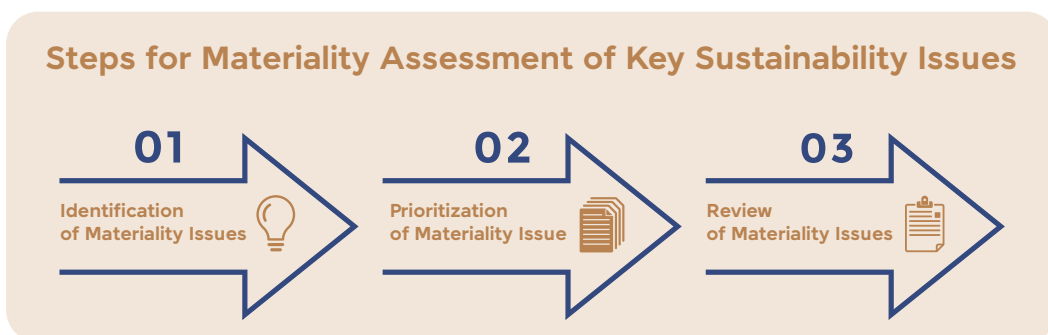 Steps for Materiality Assessment of Key Sustainability Issues
01
Identification
of Materiality Issues
02
Prioritization
of Materiality Issue
03
Review
of Materiality Issues